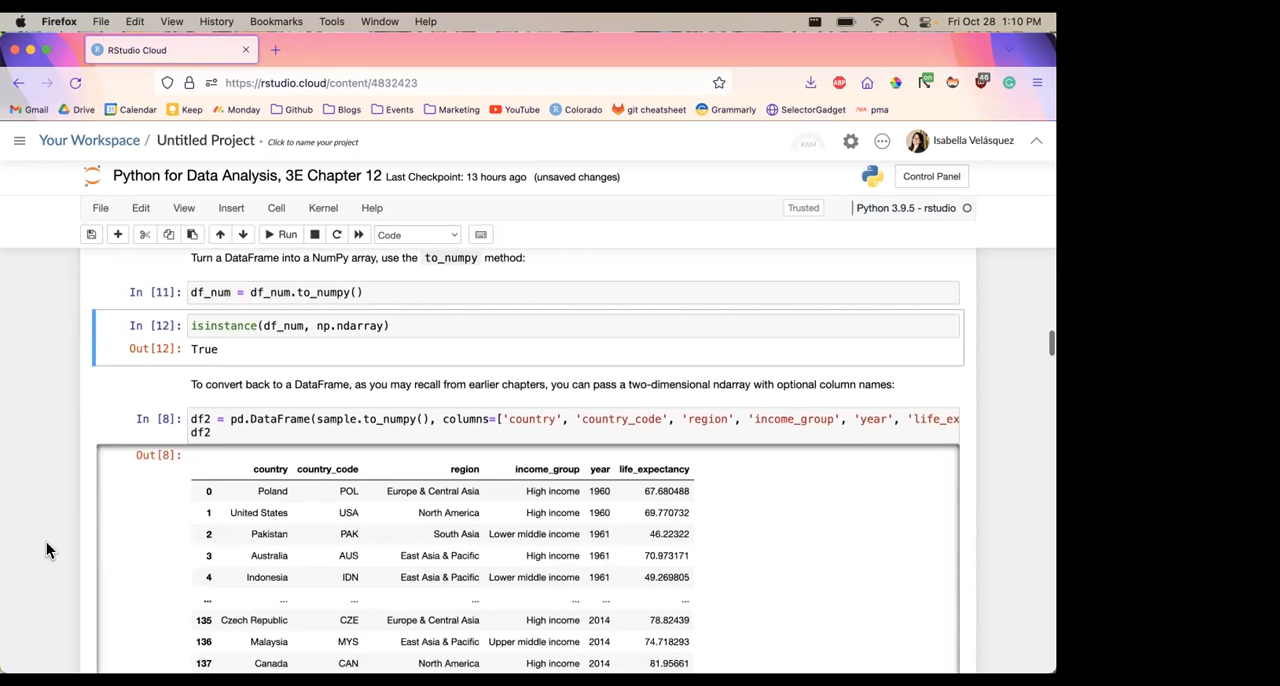 Firefox File Edit View History Bookmarks Tools Window Help Fri Oct 28 1:10 PM
RStudio Cloud
https://rstudio.cloud/content/4832423
ABP on 46
Gmail Drive Calendar Keep Monday Github Blogs Events Marketing YouTube Colorado git cheatsheet Grammarly SelectorGadget pma
Your Workspace / Untitled Project Click to name your project RAM Isabella Velásquez
Python for Data Analysis, 3E Chapter 12 Last Checkpoint: 13 hours ago (unsaved changes) Control Panel
File Edit View Insert Cell Kernel Help Trusted Python 3.9.5 - rstudio
Run Code
Turn a DataFrame into a NumPy array, use the to_numpy method:
In [11]: df_num = df_num.to_numpy()
In [12]: isinstance(df_num, np.ndarray)
Out[12]: True
To convert back to a DataFrame, as you may recall from earlier chapters, you can pass a two-dimensional ndarray with optional column names:
In [8]: df2 = pd.DataFrame(sample.to_numpy(), columns=['country', 'country_code', 'region', 'income_group', 'year', 'life_ex
df2
Out[8]:
country country_code region income_group year life_expectancy
0 Poland POL Europe & Central Asia High income 1960 67.680488
1 United States USA North America High income 1960 69.770732
2 Pakistan PAK South Asia Lower middle income 1961 46.22322
3 Australia AUS East Asia & Pacific High income 1961 70.973171
4 Indonesia IDN East Asia & Pacific Lower middle income 1961 49.269805
... ... ... ... ... ... ...
135 Czech Republic CZE Europe & Central Asia High income 2014 78.82439
136 Malaysia MYS East Asia & Pacific Upper middle income 2014 74.718293
137 Canada CAN North America High income 2014 81.95661